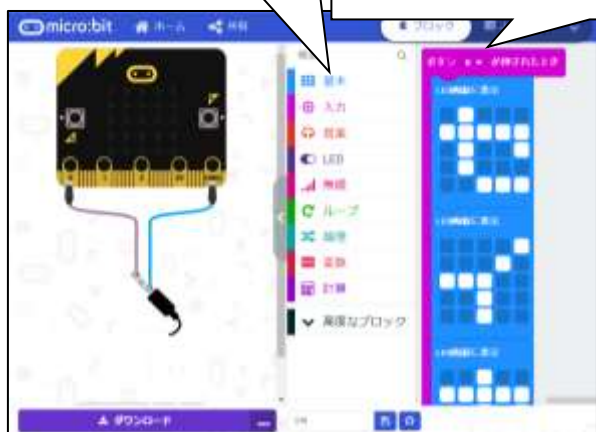 micro:bit ホーム 共有 ブロック
基本
入力
音楽
LED
無線
ループ
論理
変数
計算
高度なブロック
ボタン が押されたとき
LED画面に表示
LED画面に表示
LED画面に表示
0 1 2
ダウンロード